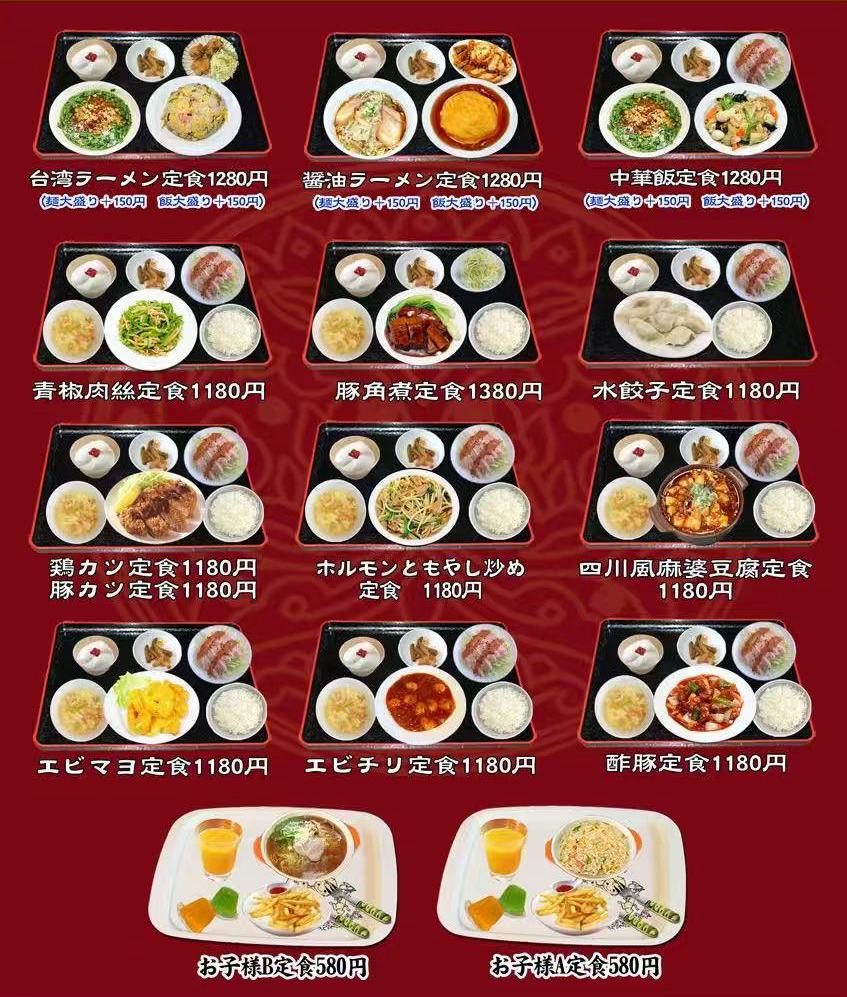 台湾ラーメン定食1280円
(麺大盛り+150円 飯大盛り+150円)
醤油ラーメン定食1280円
(麺大盛り+150円 飯大盛り+150円)
中華飯定食1280円
(麺大盛り+150円 飯大盛り+150円)
青椒肉絲定食1180円
豚角煮定食1380円
水餃子定食1180円
鶏カツ定食1180円
豚カツ定食1180円
ホルモンともやし炒め
定食 1180円
四川風麻婆豆腐定食
1180円
エビマヨ定食1180円
エビチリ定食1180円
酢豚定食1180円
お子様B定食580円
お子様A定食580円